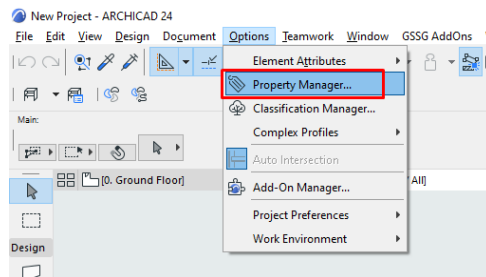 New Project - ARCHICAD 24
File Edit View Design Document Options Teamwork Window GSSG AddOns
Element Attributes
Property Manager...
Classification Manager...
Complex Profiles
Auto Intersection
Add-On Manager...
Project Preferences
Work Environment
Main:
[0. Ground Floor]
All]
Design